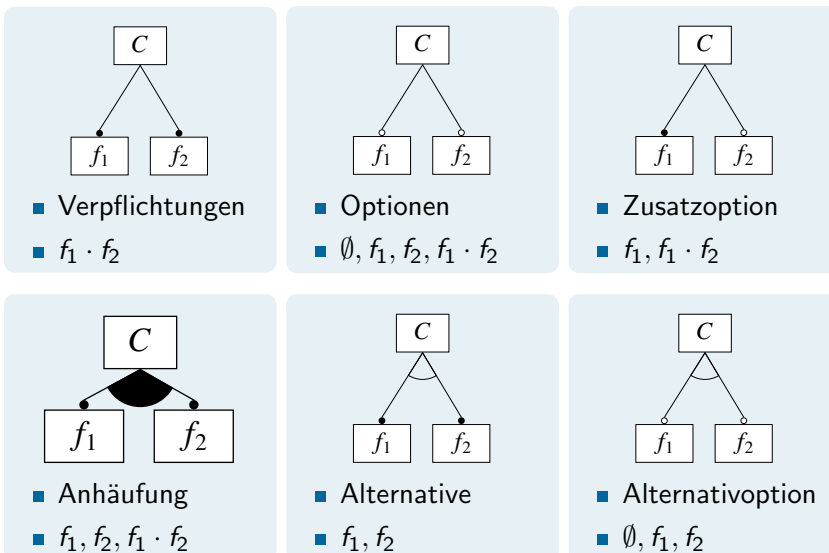 C
f₁ f₂
Verpflichtungen
f₁ · f₂
C
f₁ f₂
Optionen
∅, f₁, f₂, f₁ · f₂
C
f₁ f₂
Zusatzoption
f₁, f₁ · f₂
C
f₁ f₂
Anhäufung
f₁, f₂, f₁ · f₂
C
f₁ f₂
Alternative
f₁, f₂
C
f₁ f₂
Alternativoption
∅, f₁, f₂